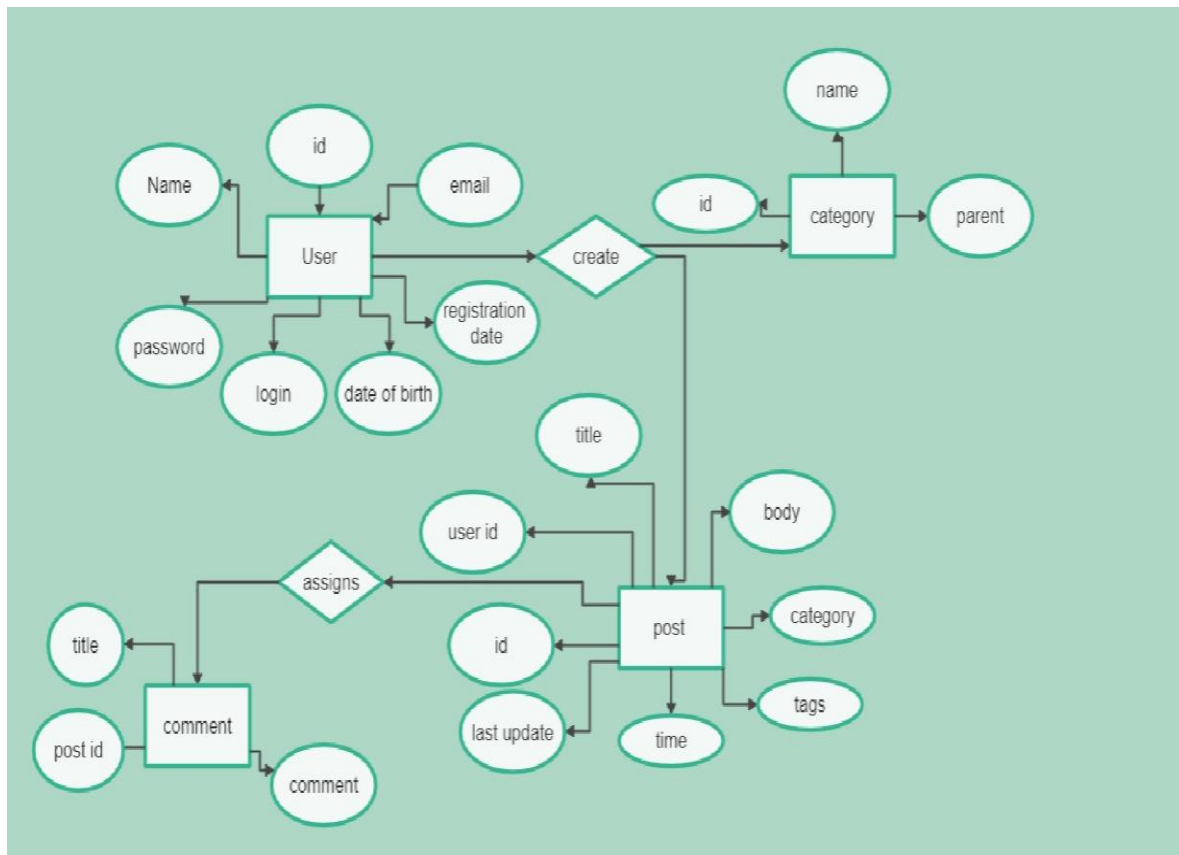 name
id
Name
email
id
category
parent
User
create
registration
date
password
login
date of birth
title
body
user id
assigns
category
post
title
id
tags
comment
last update
time
post id
comment